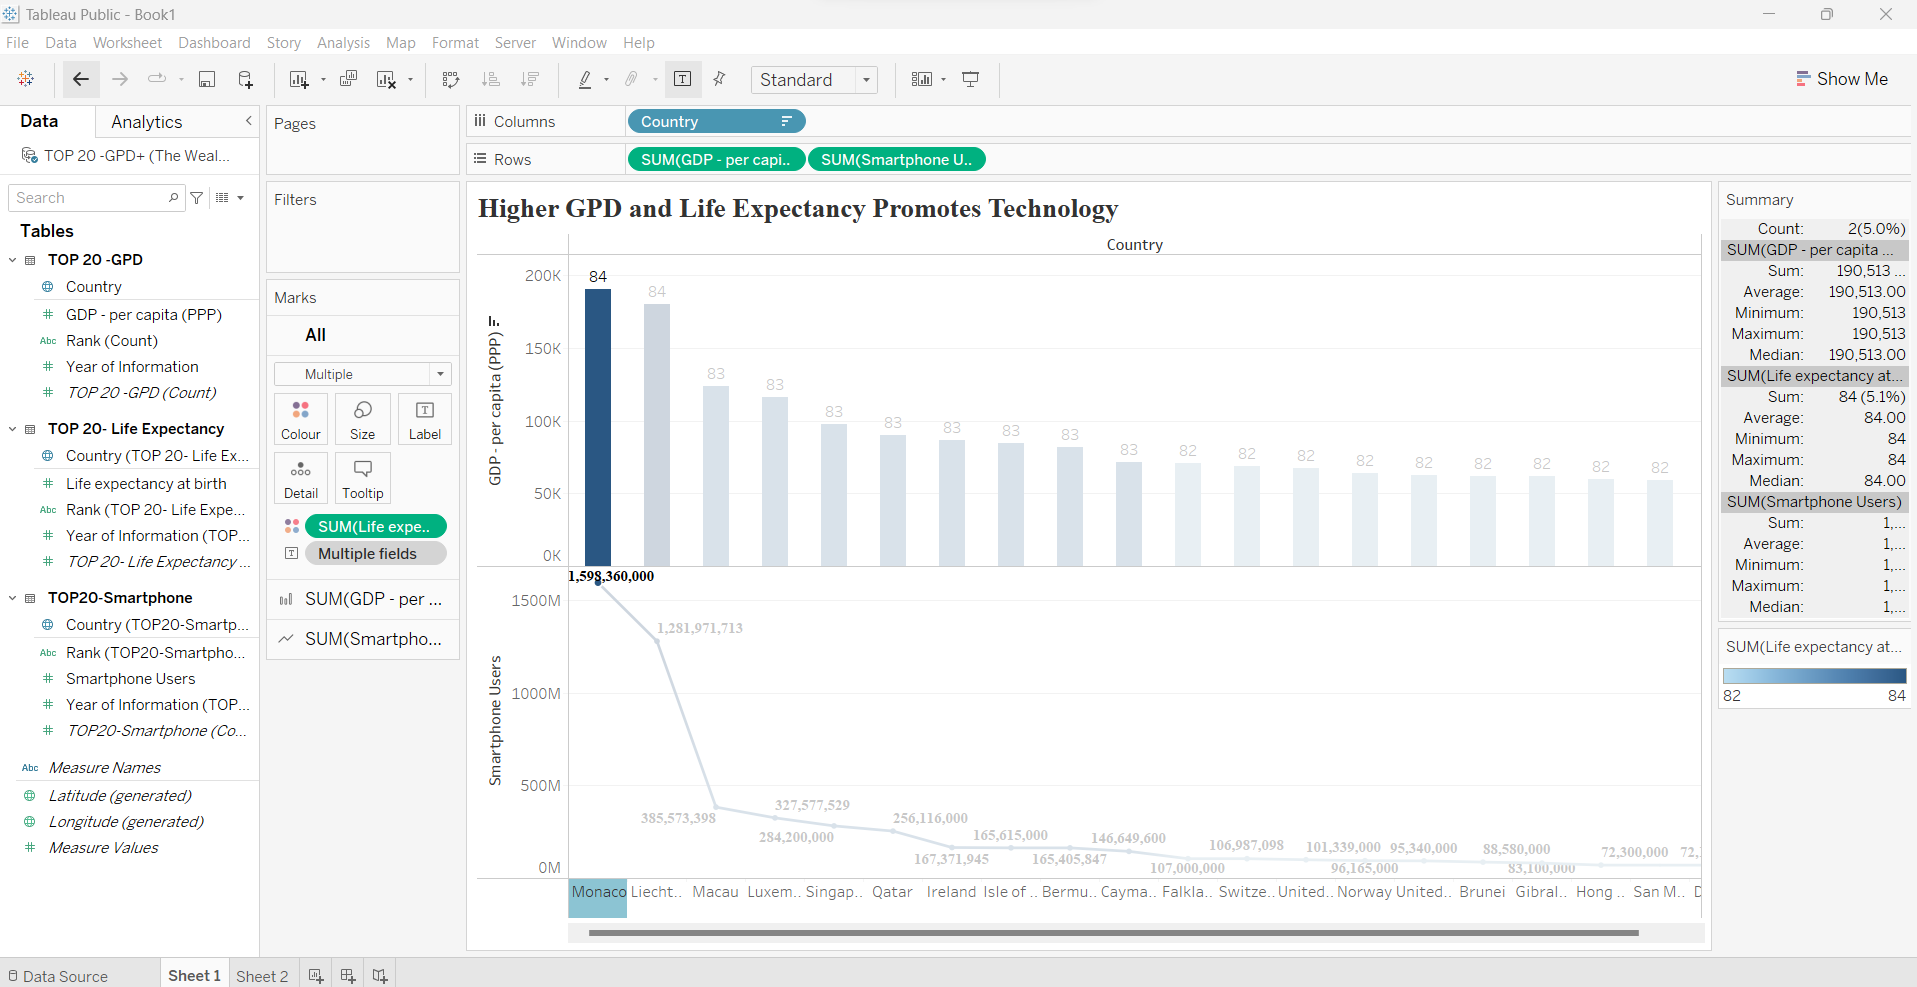 Tableau Public - Book1
File Data Worksheet Dashboard Story Analysis Map Format Server Window Help
Standard
Show Me
Data Analytics
TOP 20 -GPD+ (The Weal...
Search
Tables
TOP 20 -GPD
Country
GDP - per capita (PPP)
Abc Rank (Count)
Year of Information
TOP 20 -GPD (Count)
TOP 20- Life Expectancy
Country (TOP 20- Life Ex...
Life expectancy at birth
Abc Rank (TOP 20- Life Expe...
Year of Information (TOP...
TOP 20- Life Expectancy ...
TOP20-Smartphone
Country (TOP20-Smartp...
Abc Rank (TOP20-Smartpho...
Smartphone Users
Year of Information (TOP...
TOP20-Smartphone (Co...
Abc Measure Names
Latitude (generated)
Longitude (generated)
Measure Values
Pages
Filters
Marks
All
Multiple
Colour Size Label
Detail Tooltip
SUM(Life expe..
Multiple fields
SUM(GDP - per ...
SUM(Smartpho...
Columns Country
Rows SUM(GDP - per capi.. SUM(Smartphone U..
Higher GPD and Life Expectancy Promotes Technology
Country
GDP - per capita (PPP)
200K
150K
100K
50K
0K
84 84 83 83 83 83 83 83 83 83 82 82 82 82 82 82 82 82 82
Smartphone Users
1500M
1000M
500M
0M
1,598,360,000
1,281,971,713
385,573,398
327,577,529
284,200,000
256,116,000
167,371,945
165,615,000
165,405,847
146,649,600
107,000,000
106,987,098
101,339,000
96,165,000
95,340,000
88,580,000
83,100,000
72,300,000
Monaco Liecht.. Macau Luxem.. Singap.. Qatar Ireland Isle of .. Bermu.. Cayma.. Falkla.. Switze.. United.. Norway United.. Brunei Gibral.. Hong .. San M..
Summary
Count: 2(5.0%)
SUM(GDP - per capita ...
Sum: 190,513 ...
Average: 190,513.00
Minimum: 190,513
Maximum: 190,513
Median: 190,513.00
SUM(Life expectancy at...
Sum: 84 (5.1%)
Average: 84.00
Minimum: 84
Maximum: 84
Median: 84.00
SUM(Smartphone Users)
Sum: 1,...
Average: 1,...
Minimum: 1,...
Maximum: 1,...
Median: 1,...
SUM(Life expectancy at...
82 84
Data Source Sheet 1 Sheet 2